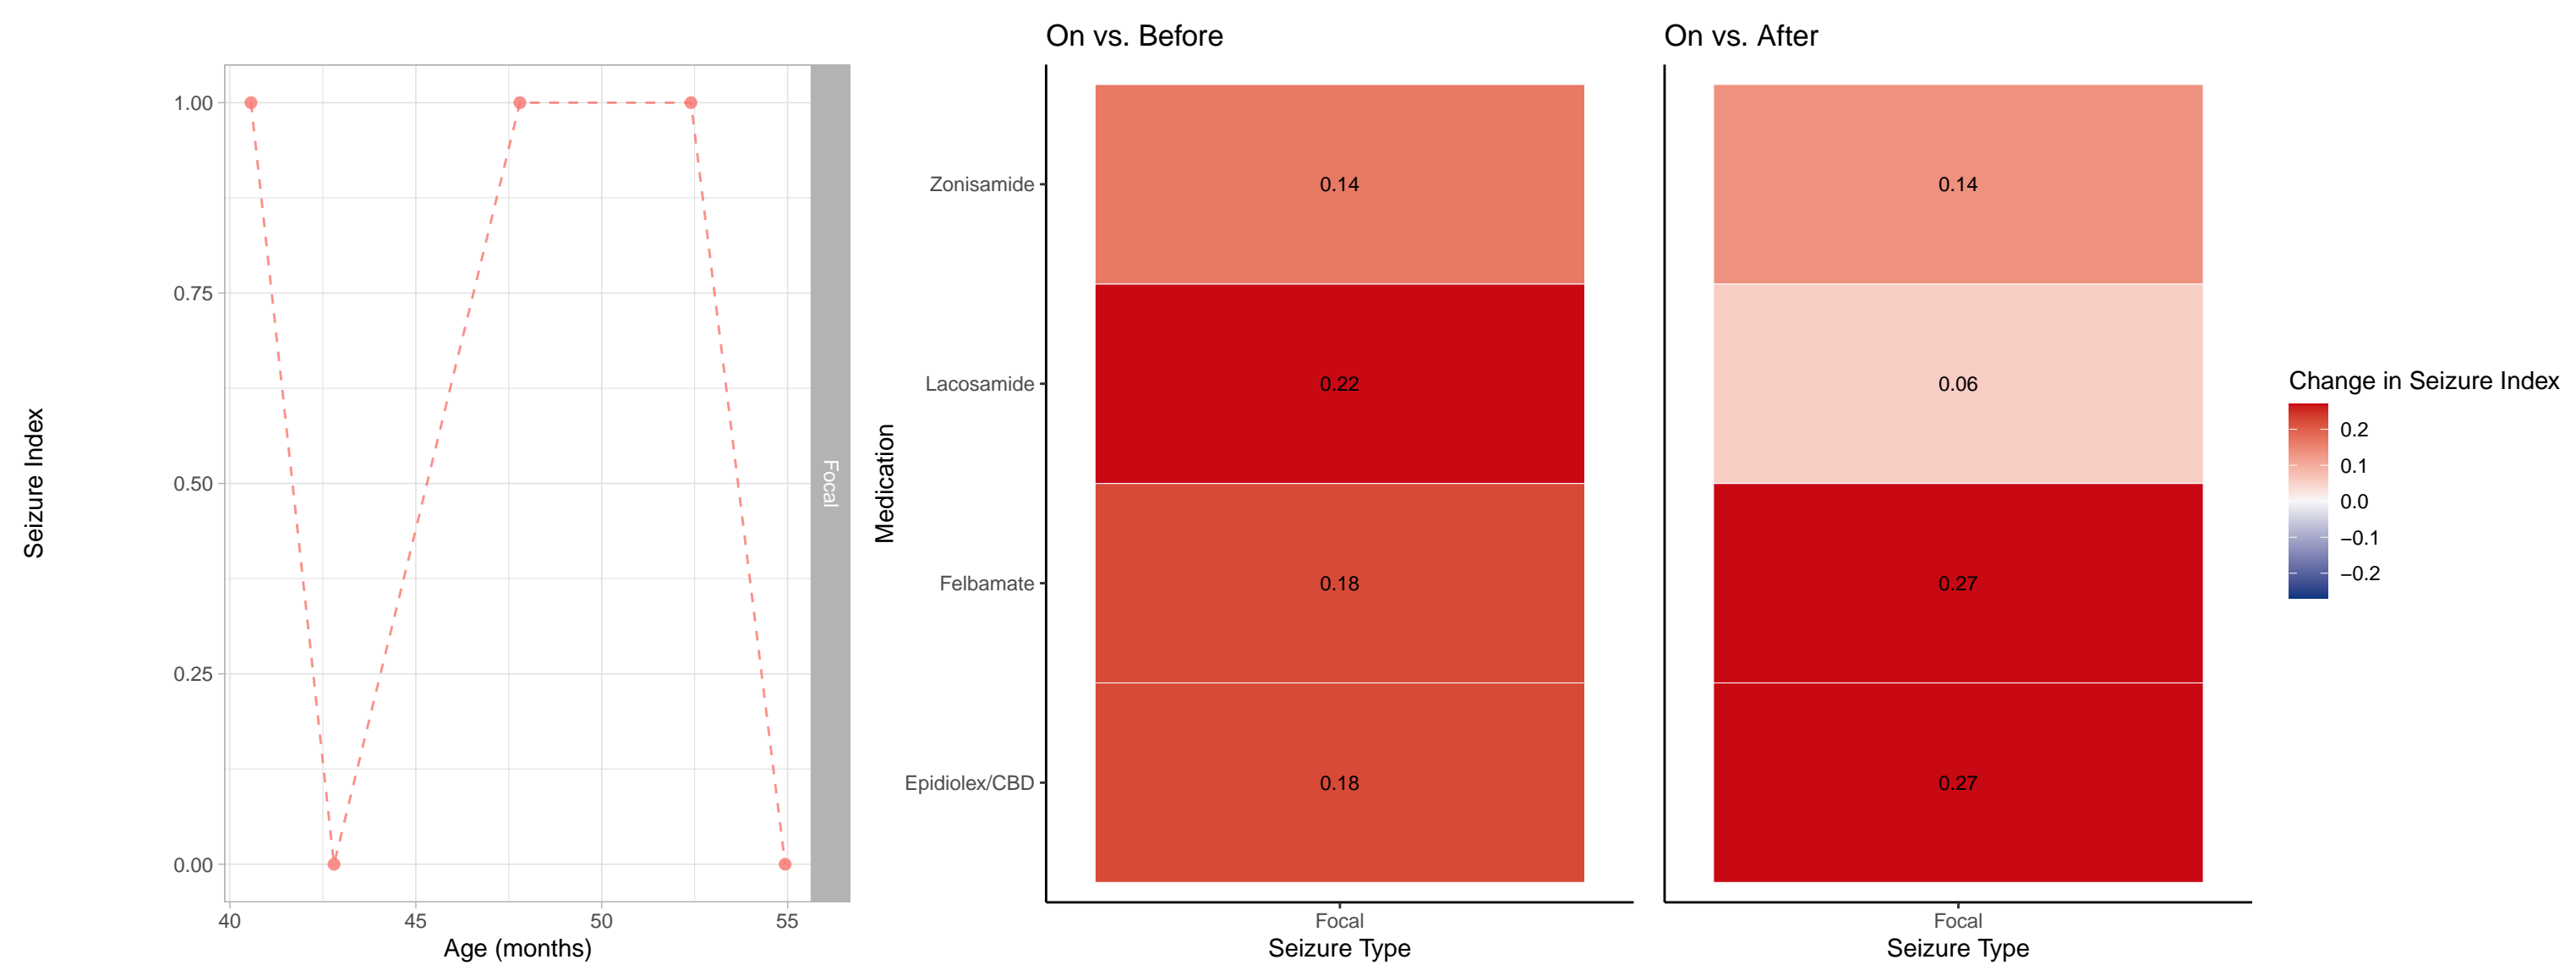 Seizure Index
1.00
0.75
0.50
0.25
0.00
40 45 50 55
Age (months)
Focal
On vs. Before
Medication
Zonisamide
Lacosamide
Felbamate
Epidiolex/CBD
0.14
0.22
0.18
0.18
Focal
Seizure Type
On vs. After
0.14
0.06
0.27
0.27
Focal
Seizure Type
Change in Seizure Index
0.2
0.1
0.0
−0.1
−0.2